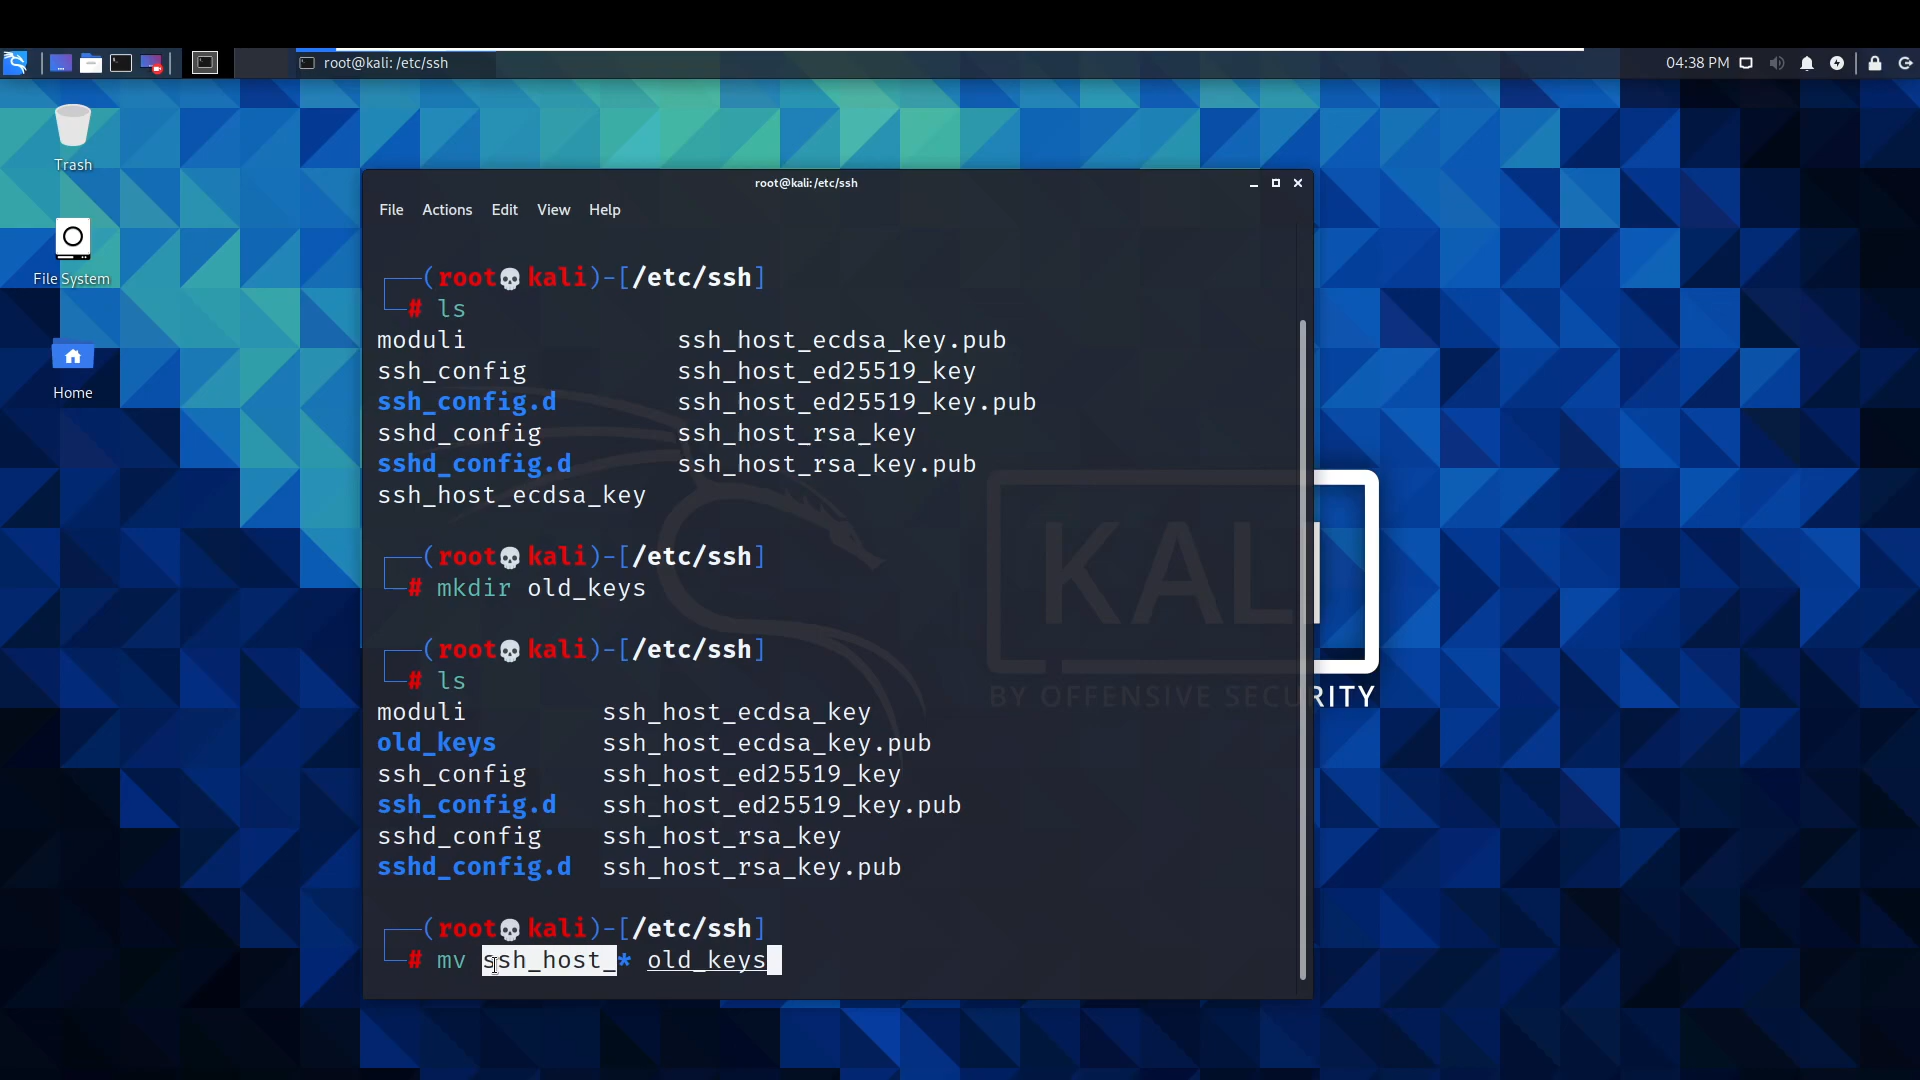 root@kali: /etc/ssh
04:38 PM
Trash
File System
Home
root@kali:/etc/ssh
File Actions Edit View Help
┌──(root💀kali)-[/etc/ssh]
└─# ls
moduli ssh_host_ecdsa_key.pub
ssh_config ssh_host_ed25519_key
ssh_config.d ssh_host_ed25519_key.pub
sshd_config ssh_host_rsa_key
sshd_config.d ssh_host_rsa_key.pub
ssh_host_ecdsa_key
┌──(root💀kali)-[/etc/ssh]
└─# mkdir old_keys
┌──(root💀kali)-[/etc/ssh]
└─# ls
moduli ssh_host_ecdsa_key
old_keys ssh_host_ecdsa_key.pub
ssh_config ssh_host_ed25519_key
ssh_config.d ssh_host_ed25519_key.pub
sshd_config ssh_host_rsa_key
sshd_config.d ssh_host_rsa_key.pub
┌──(root💀kali)-[/etc/ssh]
└─# mv ssh_host_* old_keys
KALI
BY OFFENSIVE SECURITY